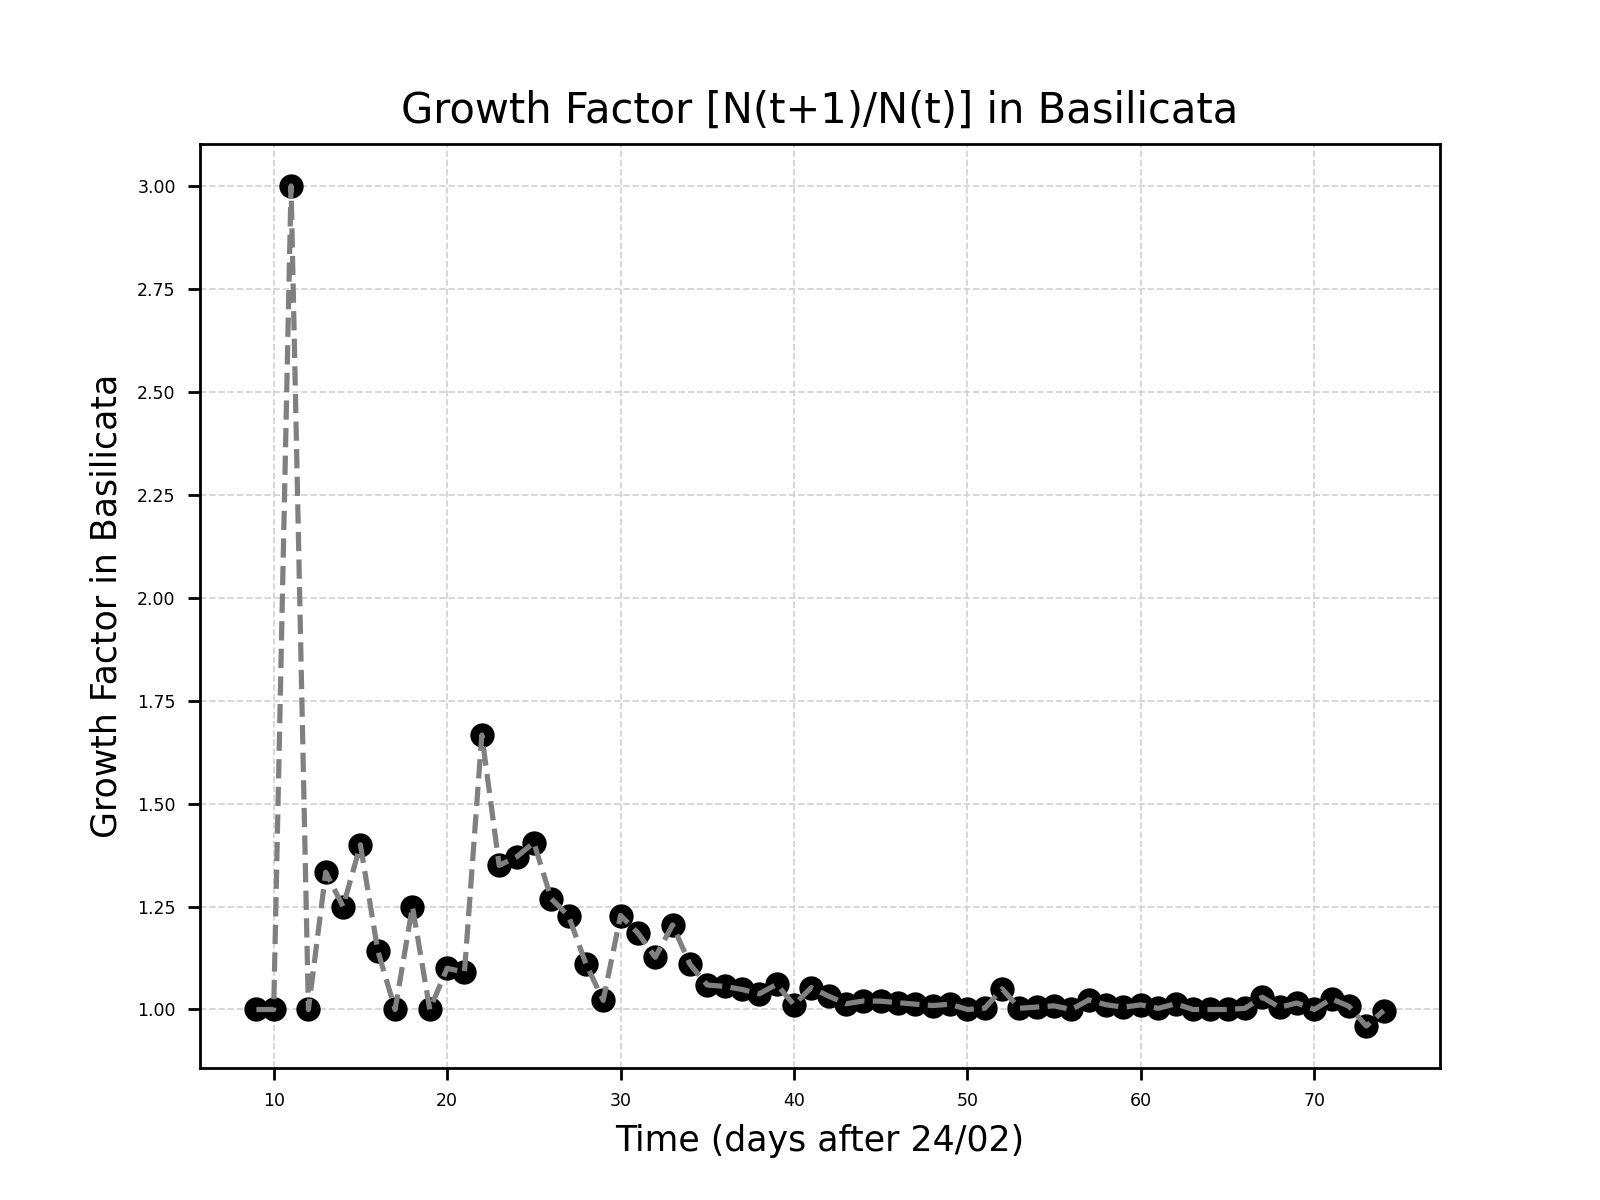 Growth Factor [N(t+1)/N(t)] in Basilicata
Growth Factor in Basilicata
3.00
2.75
2.50
2.25
2.00
1.75
1.50
1.25
1.00
10 20 30 40 50 60 70
Time (days after 24/02)